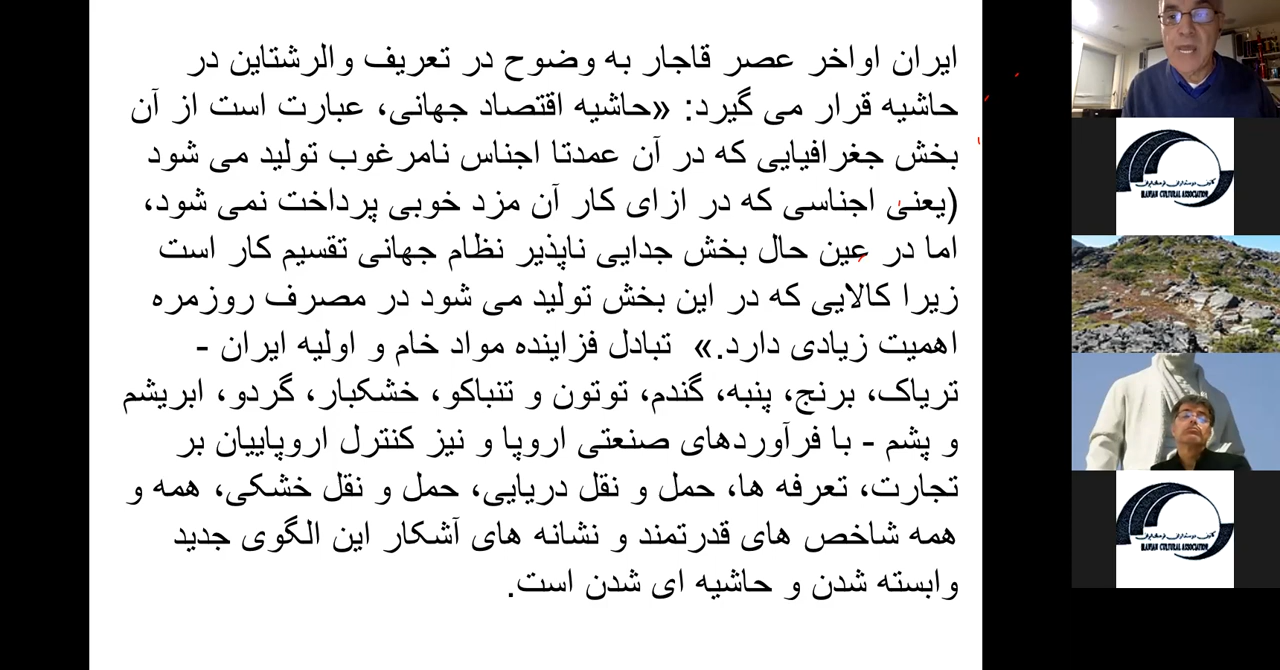 ایران اواخر عصر قاجار به وضوح در تعریف والرشتاین در
حاشیه قرار می گیرد: «حاشیه اقتصاد جهانی، عبارت است از آن
بخش جغرافیایی که در آن عمدتا اجناس نامرغوب تولید می شود
(یعنی اجناسی که در ازای کار آن مزد خوبی پرداخت نمی شود،
اما در عین حال بخش جدایی ناپذیر نظام جهانی تقسیم کار است
زیرا کالایی که در این بخش تولید می شود در مصرف روزمره
اهمیت زیادی دارد.» تبادل فزاینده مواد خام و اولیه ایران -
تریاک، برنج، پنبه، گندم، توتون و تنباکو، خشکبار، گردو، ابریشم
و پشم - با فرآوردهای صنعتی اروپا و نیز کنترل اروپاییان بر
تجارت، تعرفه ها، حمل و نقل دریایی، حمل و نقل خشکی، همه و
همه شاخص های قدرتمند و نشانه های آشکار این الگوی جدید
وابسته شدن و حاشیه ای شدن است.
IRANIAN CULTURAL ASSOCIATION
IRANIAN CULTURAL ASSOCIATION